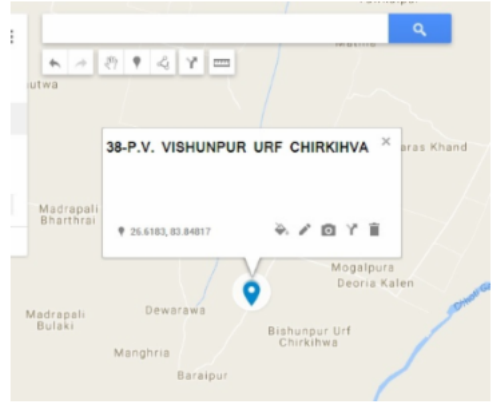 utwa
38-P.V. VISHUNPUR URF CHIRKIHVA
aras Khand
26.6183, 83.84817
Madrapali
Bharthrai
Mogalpura
Deoria Kalen
Madrapali
Bulaki
Dewarawa
Bishunpur Urf
Chirkihwa
Manghria
Baraipur